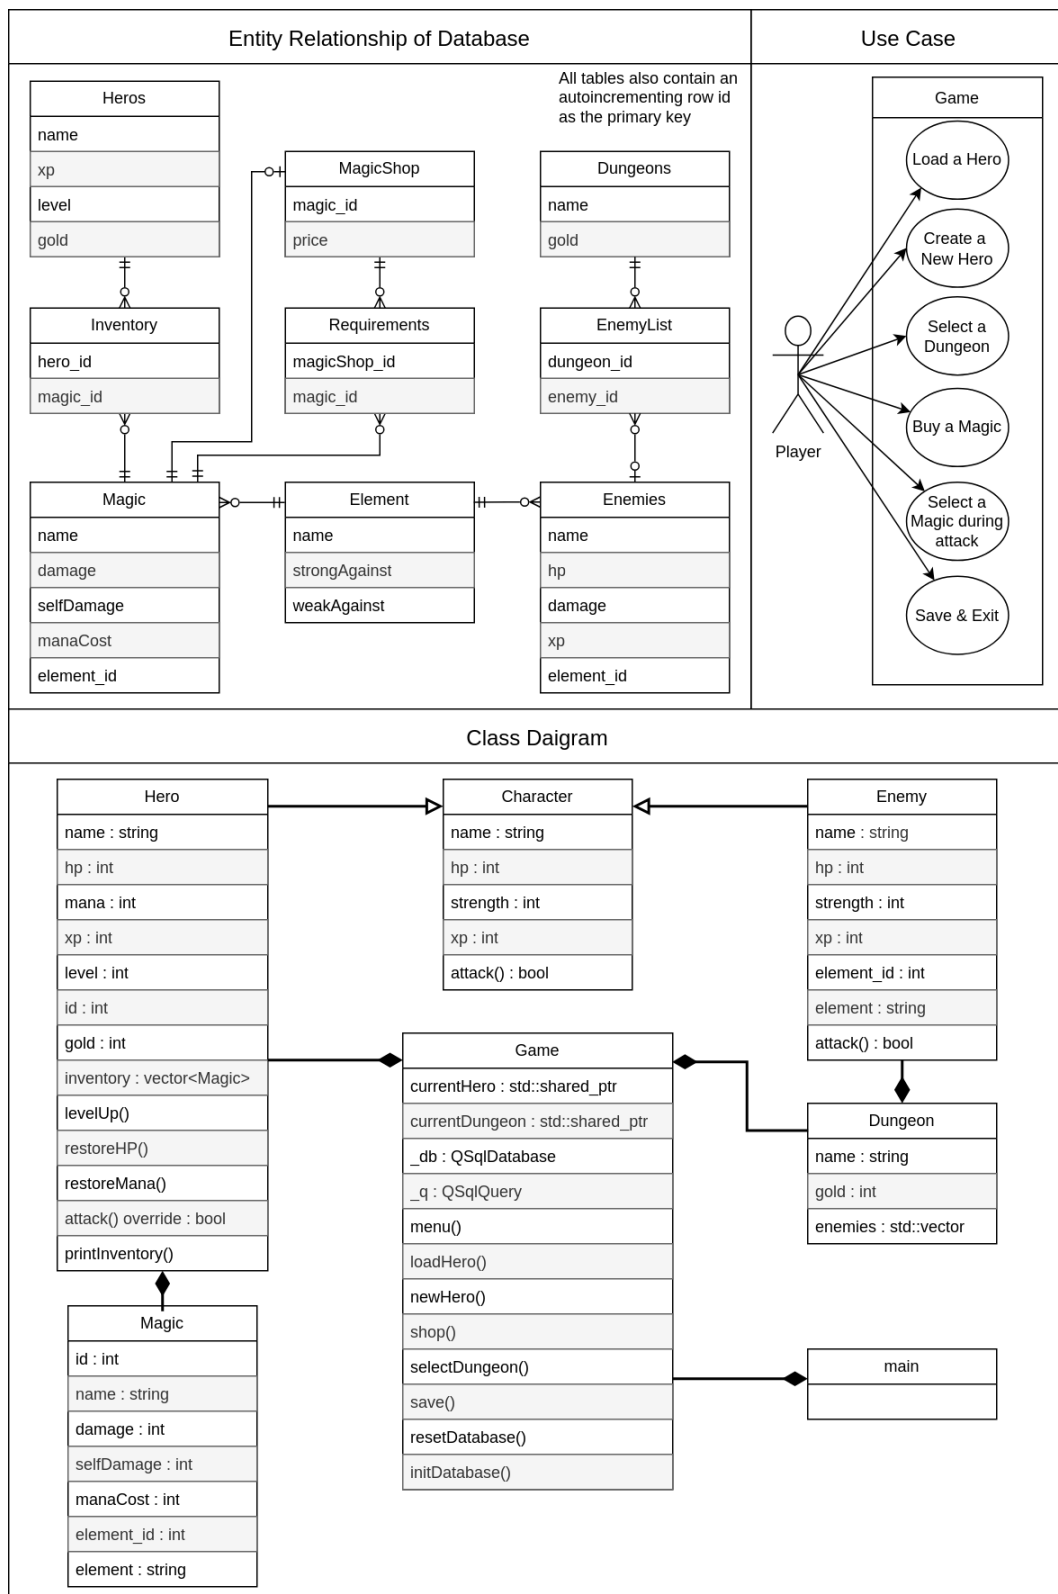 Entity Relationship of Database
Use Case
All tables also contain an
autoincrementing row id
as the primary key
Heros
name
xp
level
gold
MagicShop
magic_id
price
Dungeons
name
gold
Inventory
hero_id
magic_id
Requirements
magicShop_id
magic_id
EnemyList
dungeon_id
enemy_id
Magic
name
damage
selfDamage
manaCost
element_id
Element
name
strongAgainst
weakAgainst
Enemies
name
hp
damage
xp
element_id
Game
Load a Hero
Create a
New Hero
Select a
Dungeon
Buy a Magic
Select a
Magic during
attack
Save & Exit
Player
Class Daigram
Hero
name : string
hp : int
mana : int
xp : int
level : int
id : int
gold : int
inventory : vector<Magic>
levelUp()
restoreHP()
restoreMana()
attack() override : bool
printInventory()
Character
name : string
hp : int
strength : int
xp : int
attack() : bool
Enemy
name : string
hp : int
strength : int
xp : int
element_id : int
element : string
attack() : bool
Game
currentHero : std::shared_ptr
currentDungeon : std::shared_ptr
_db : QSqlDatabase
_q : QSqlQuery
menu()
loadHero()
newHero()
shop()
selectDungeon()
save()
resetDatabase()
initDatabase()
Dungeon
name : string
gold : int
enemies : std::vector
Magic
id : int
name : string
damage : int
selfDamage : int
manaCost : int
element_id : int
element : string
main